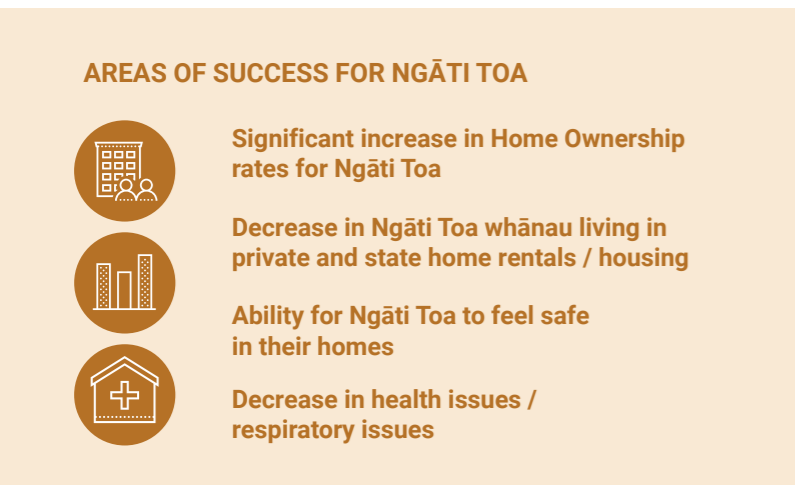 AREAS OF SUCCESS FOR NGĀTI TOA
Significant increase in Home Ownership
rates for Ngāti Toa
Decrease in Ngāti Toa whānau living in
private and state home rentals / housing
Ability for Ngāti Toa to feel safe
in their homes
Decrease in health issues /
respiratory issues